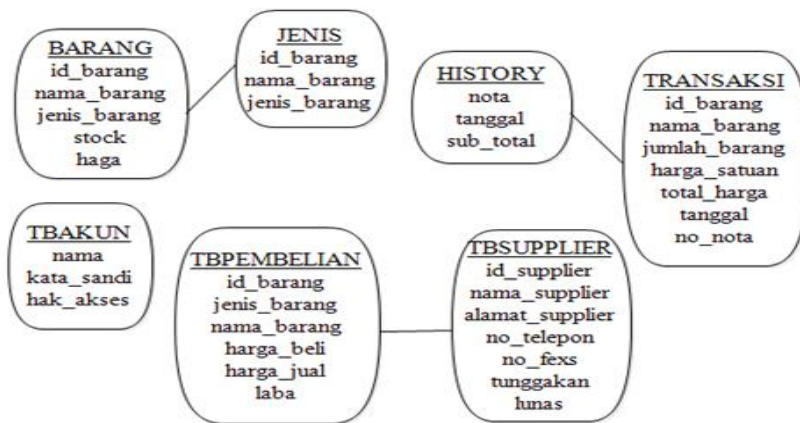 BARANG
id_barang
nama_barang
jenis_barang
stock
haga
JENIS
id_barang
nama_barang
jenis_barang
HISTORY
nota
tanggal
sub_total
TRANSAKSI
id_barang
nama_barang
jumlah_barang
harga_satuan
total_harga
tanggal
no_nota
TBAKUN
nama
kata_sandi
hak_akses
TBPEMBELIAN
id_barang
jenis_barang
nama_barang
harga_beli
harga_jual
laba
TBSUPPLIER
id_supplier
nama_supplier
alamat_supplier
no_telepon
no_fexs
tunggakan
lunas